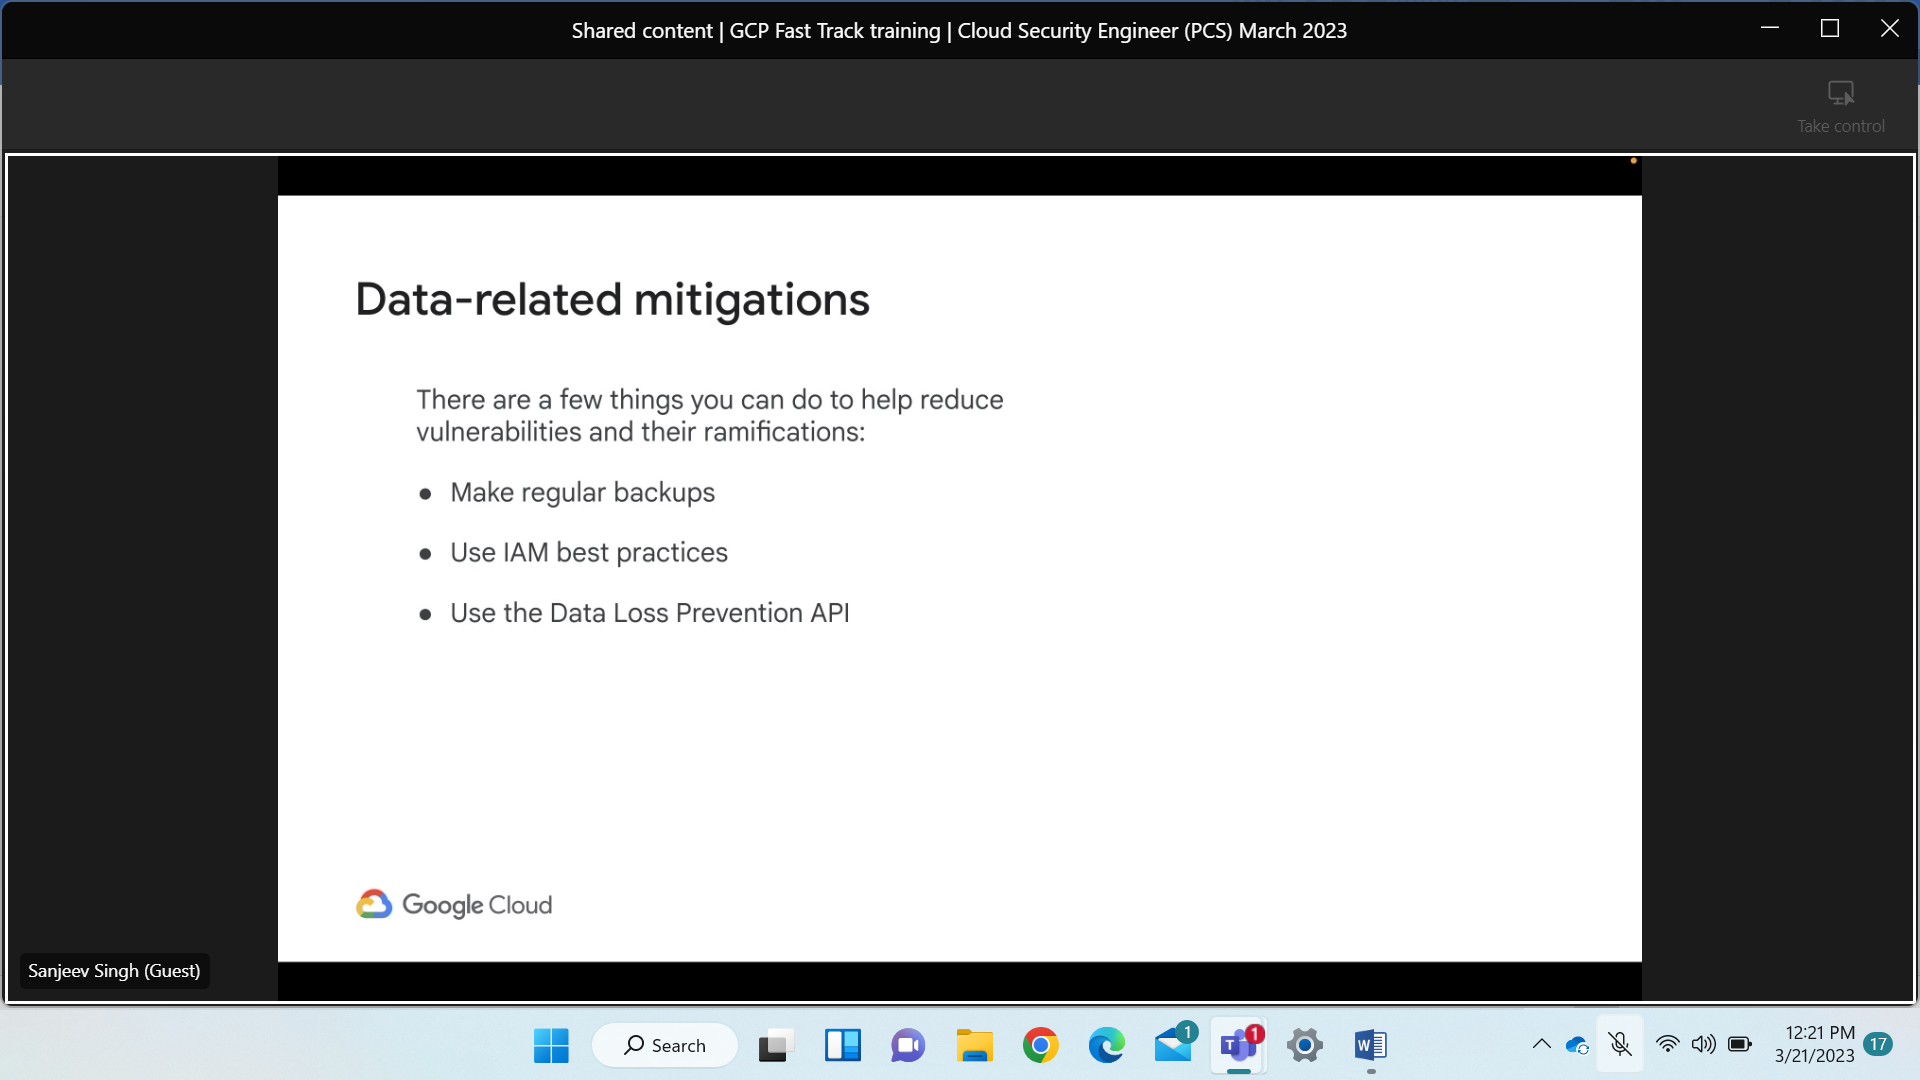 Shared content | GCP Fast Track training | Cloud Security Engineer (PCS) March 2023
Take control
Data-related mitigations
There are a few things you can do to help reduce
vulnerabilities and their ramifications:
● Make regular backups
● Use IAM best practices
● Use the Data Loss Prevention API
Google Cloud
Sanjeev Singh (Guest)
Search
1
T
1
W
12:21 PM
3/21/2023
17